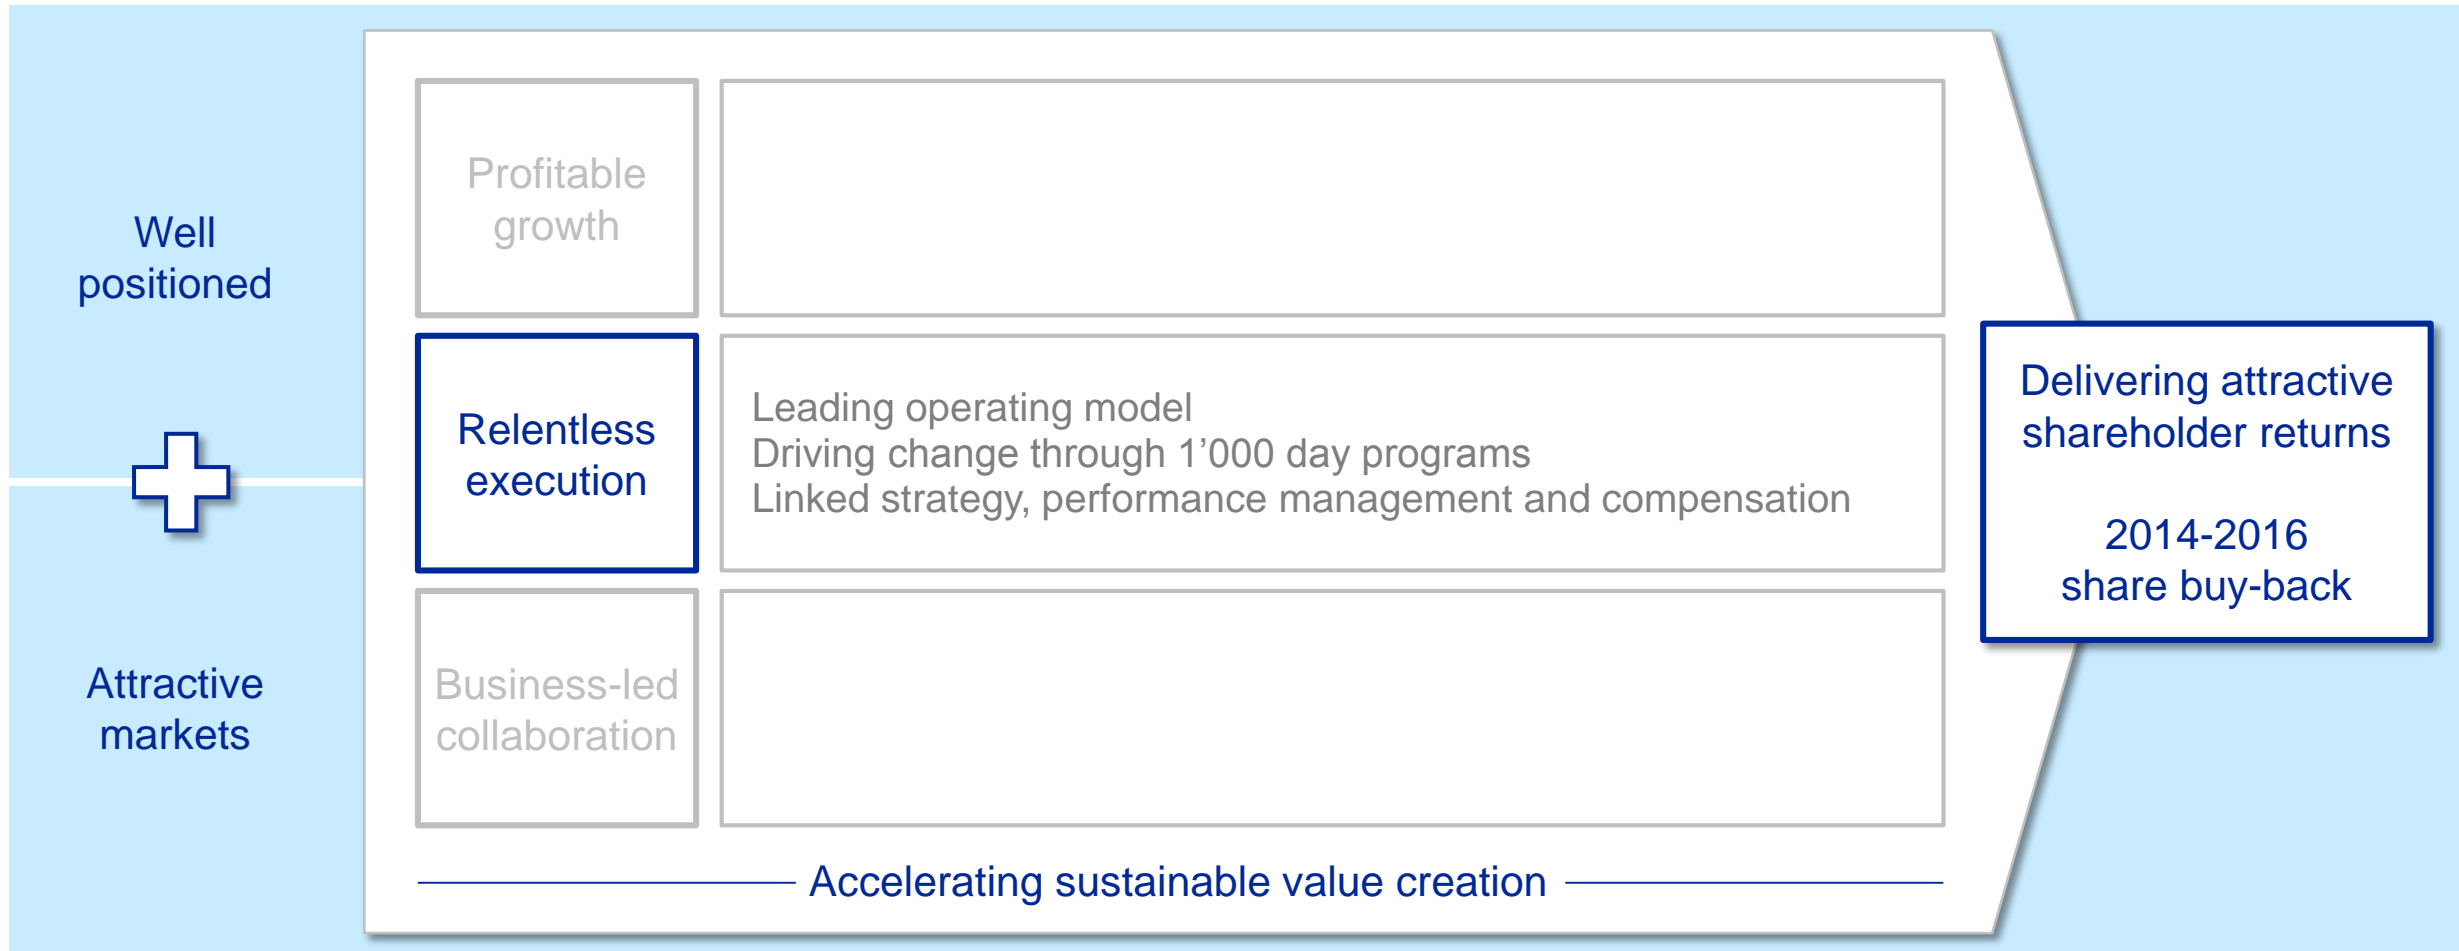 Well
positioned
Attractive
markets
Profitable
growth
Relentless
execution
Leading operating model
Driving change through 1’000 day programs
Linked strategy, performance management and compensation
Business-led
collaboration
Accelerating sustainable value creation
Delivering attractive
shareholder returns
2014-2016
share buy-back